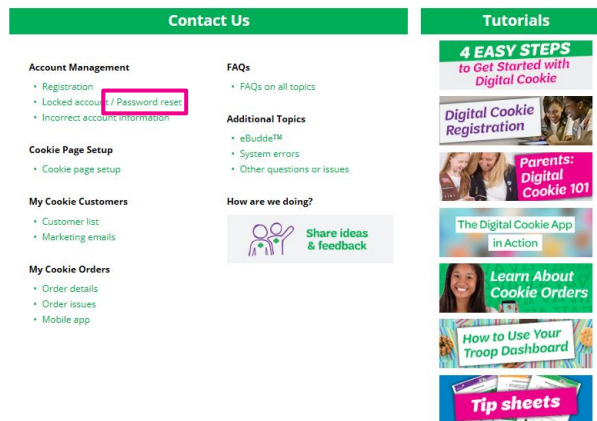 Contact Us
Account Management
• Registration
• Locked account / Password reset
• Incorrect account information
Cookie Page Setup
• Cookie page setup
My Cookie Customers
• Customer list
• Marketing emails
My Cookie Orders
• Order details
• Order issues
• Mobile app
FAQs
• FAQs on all topics
Additional Topics
• eBudde™
• System errors
• Other questions or issues
How are we doing?
Share ideas
& feedback
Tutorials
4 EASY STEPS
to Get Started with
Digital Cookie
Digital Cookie
Registration
Parents:
Digital
Cookie 101
The Digital Cookie App
in Action
Learn About
Cookie Orders
How to Use Your
Troop Dashboard
Tip sheets